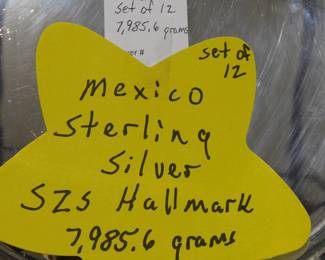 set of 12
7,985.6 grams
set of
12
Mexico
Sterling
Silver
SZS Hallmark
7,985.6 grams